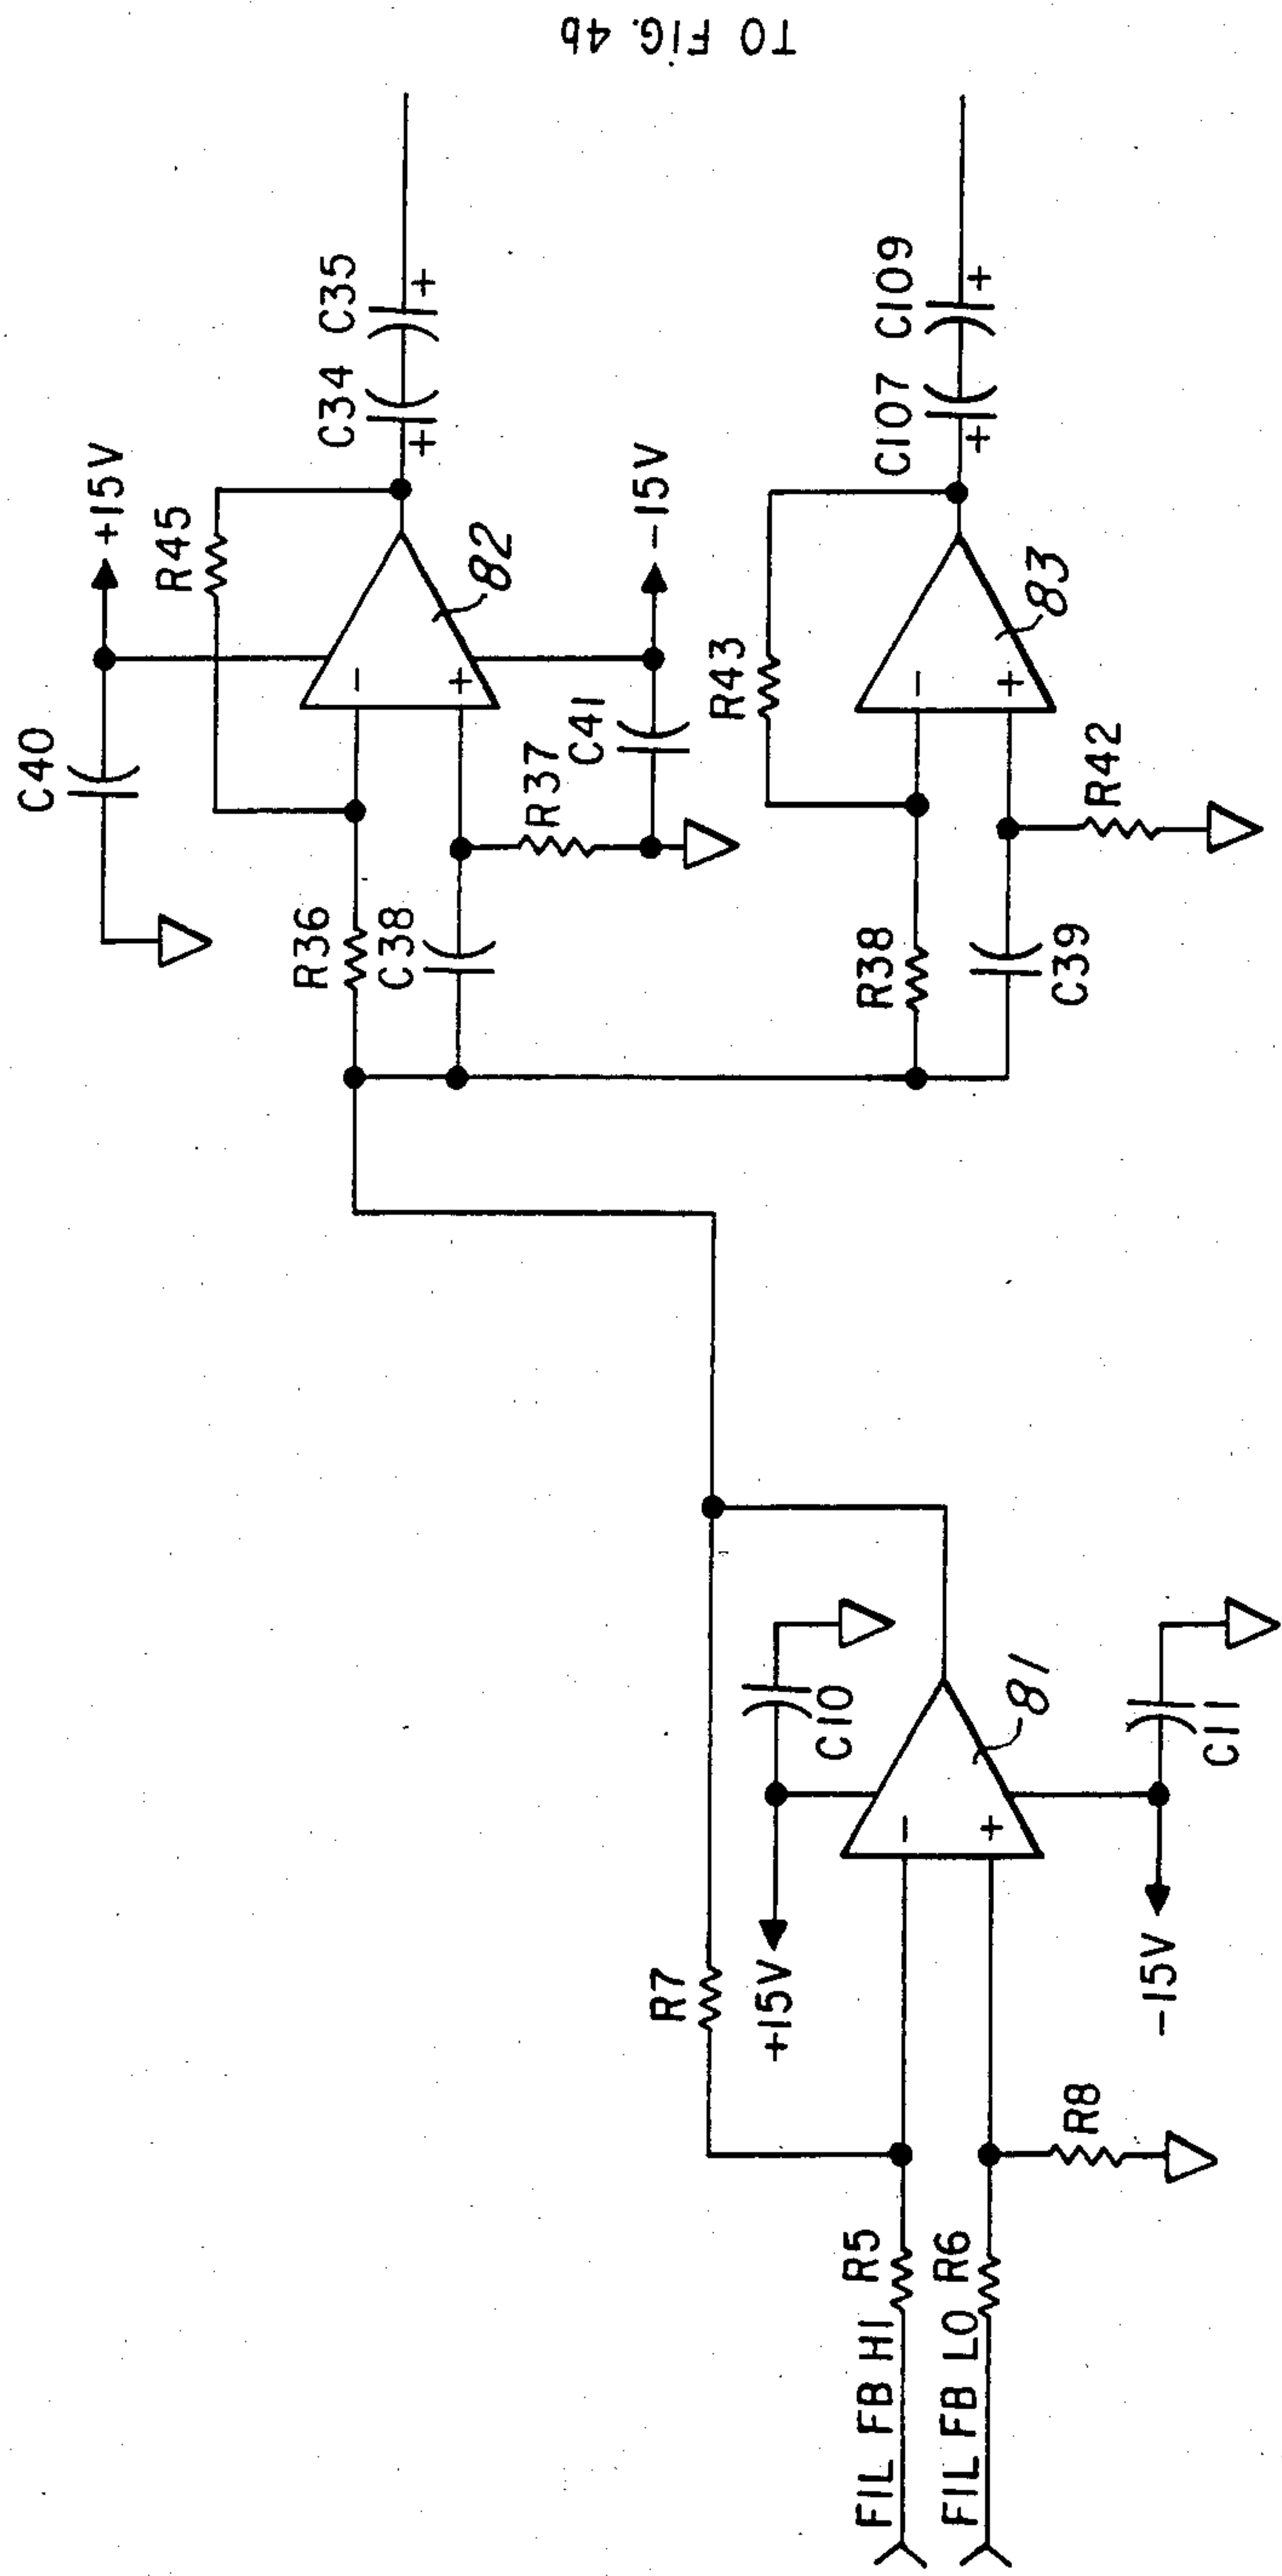 TO FIG. 4b
C40
+15V
R45
C34
C35
+
+
-
+
82
R36
C38
R37
C41
-15V
R43
C107
C109
+
+
-
+
83
R38
C39
R42
R7
+15V
C10
-
+
81
-15V
C11
FIL FB HI
R5
FIL FB LO
R6
R8